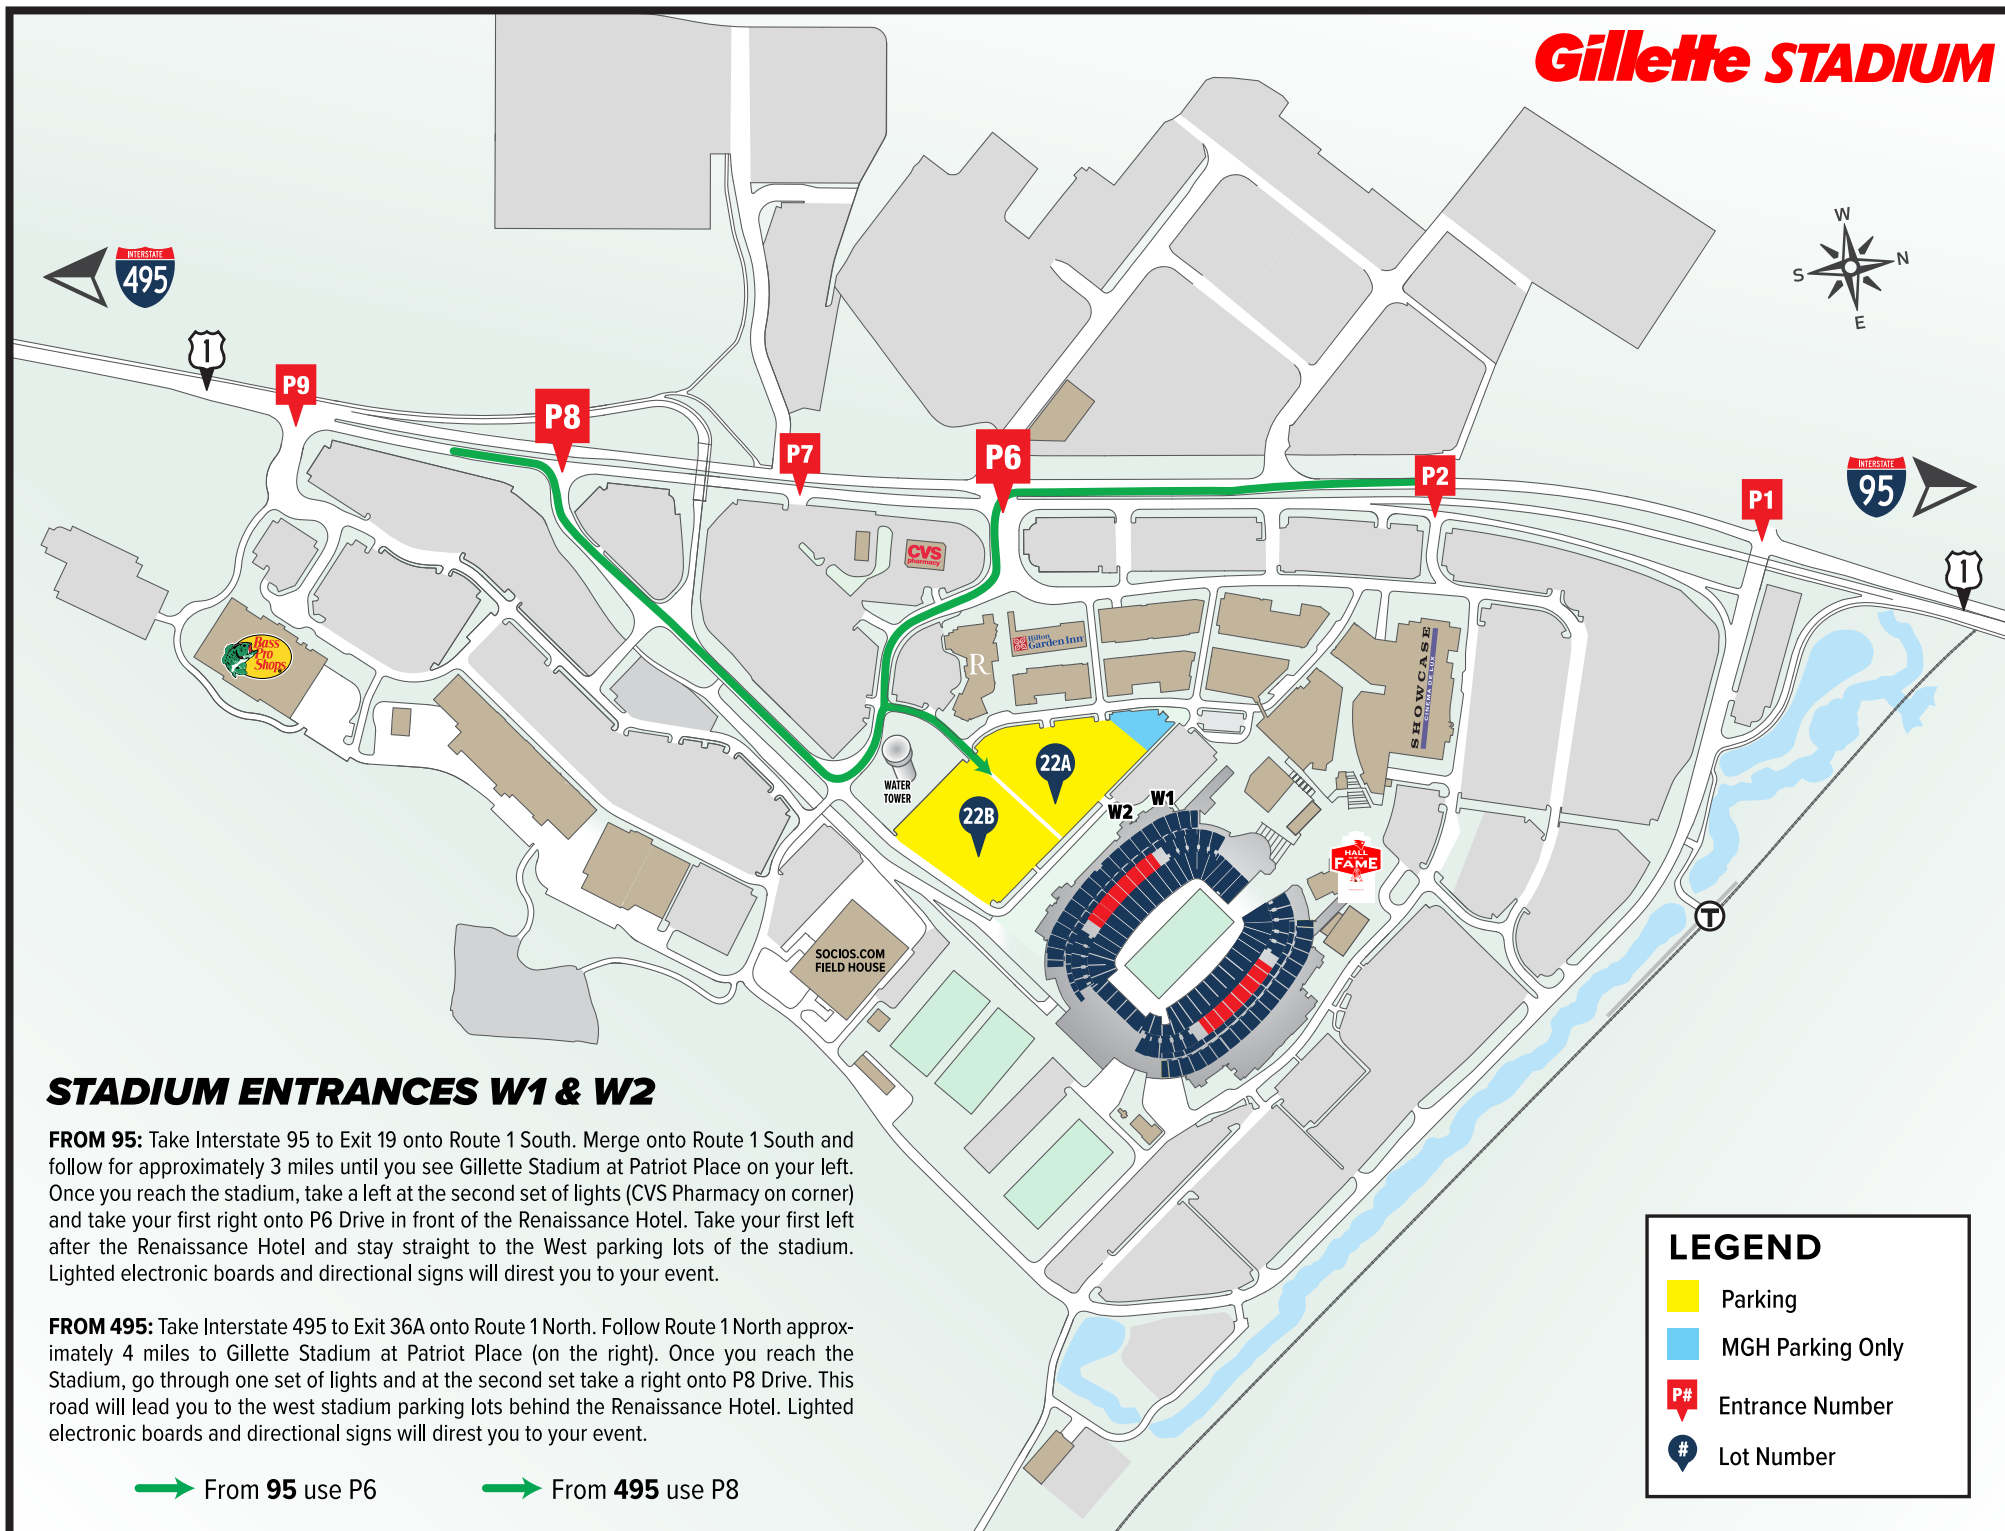 Gillette STADIUM
W
N
S
E
INTERSTATE
495
1
P9
P8
P7
P6
P2
P1
INTERSTATE
95
1
CVS
pharmacy
Bass
Pro
Shops
R
Hilton
Garden Inn
SHOWCASE
CINEMA DE LUX
WATER
TOWER
22A
22B
W2
W1
HALL
FAME
T
SOCIOS.COM
FIELD HOUSE
STADIUM ENTRANCES W1 & W2
FROM 95: Take Interstate 95 to Exit 19 onto Route 1 South. Merge onto Route 1 South and
follow for approximately 3 miles until you see Gillette Stadium at Patriot Place on your left.
Once you reach the stadium, take a left at the second set of lights (CVS Pharmacy on corner)
and take your first right onto P6 Drive in front of the Renaissance Hotel. Take your first left
after the Renaissance Hotel and stay straight to the West parking lots of the stadium.
Lighted electronic boards and directional signs will direst you to your event.
FROM 495: Take Interstate 495 to Exit 36A onto Route 1 North. Follow Route 1 North approx-
imately 4 miles to Gillette Stadium at Patriot Place (on the right). Once you reach the
Stadium, go through one set of lights and at the second set take a right onto P8 Drive. This
road will lead you to the west stadium parking lots behind the Renaissance Hotel. Lighted
electronic boards and directional signs will direst you to your event.
From 95 use P6
From 495 use P8
LEGEND
Parking
MGH Parking Only
P# Entrance Number
# Lot Number